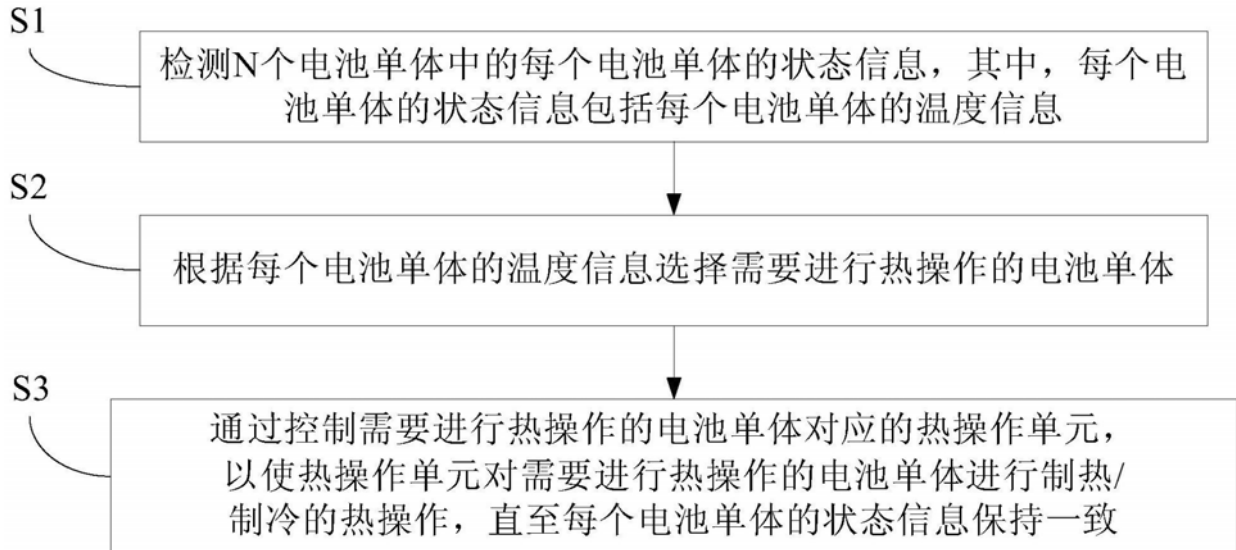 S1
检测N个电池单体中的每个电池单体的状态信息，其中，每个电
池单体的状态信息包括每个电池单体的温度信息
S2
根据每个电池单体的温度信息选择需要进行热操作的电池单体
S3
通过控制需要进行热操作的电池单体对应的热操作单元，
以使热操作单元对需要进行热操作的电池单体进行制热/
制冷的热操作，直至每个电池单体的状态信息保持一致